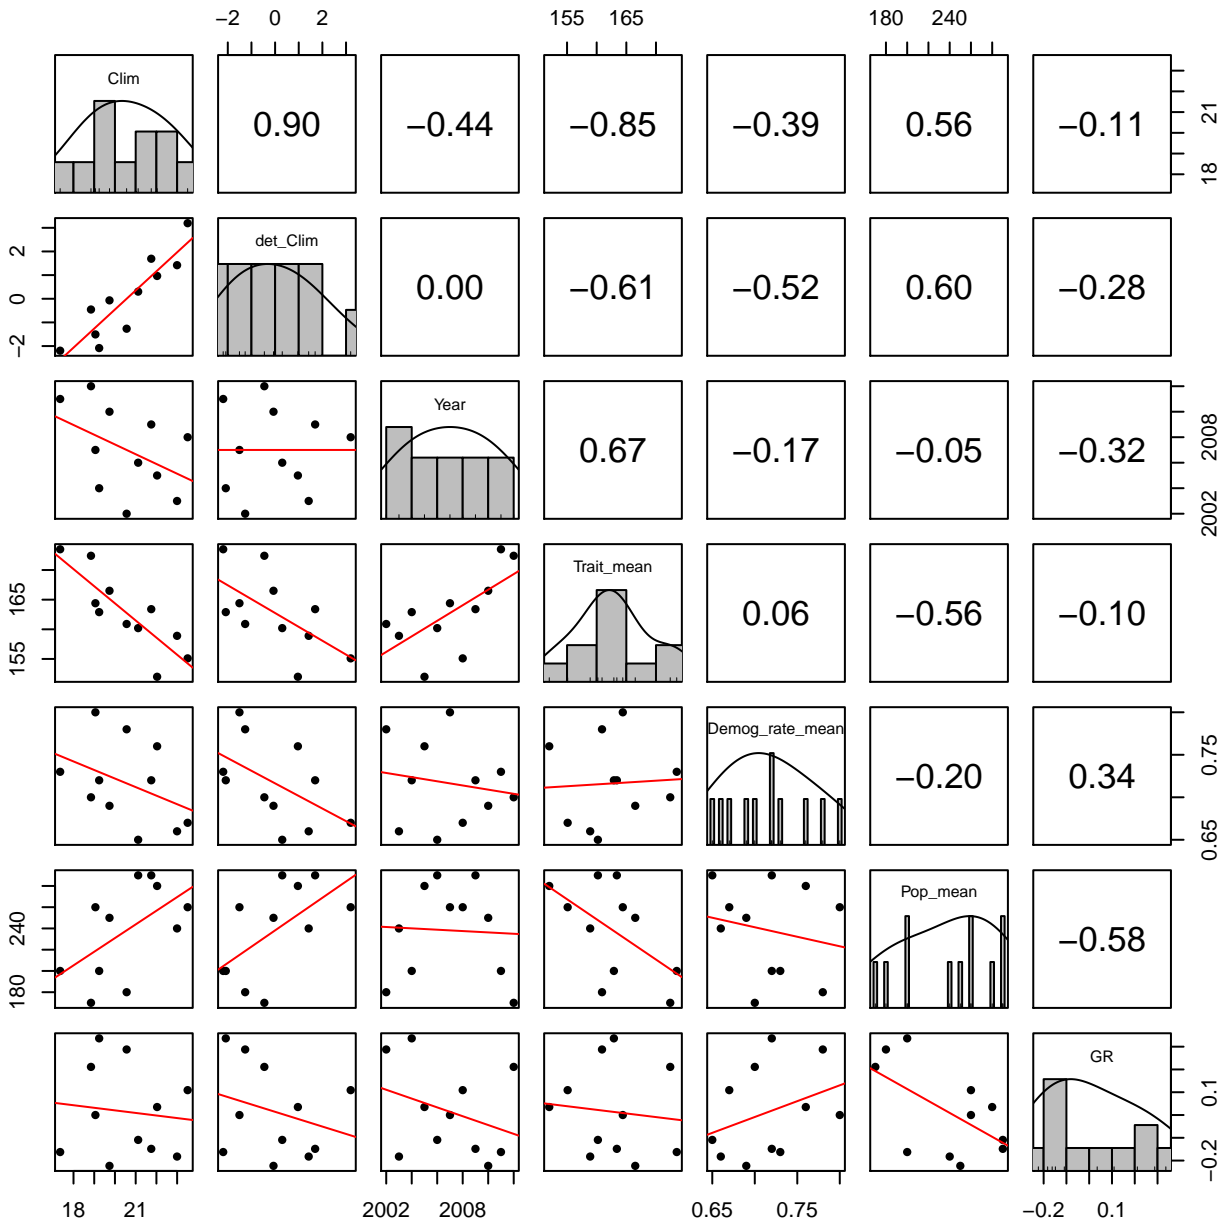 −2 0 2 155 165 180 240
Clim 0.90 −0.44 −0.85 −0.39 0.56 −0.11 18 21
−2 0 2 det_Clim 0.00 −0.61 −0.52 0.60 −0.28
Year 0.67 −0.17 −0.05 −0.32 2002 2008
155 165 Trait_mean 0.06 −0.56 −0.10
Demog_rate_mean −0.20 0.34 0.65 0.75
180 240 Pop_mean −0.58
GR −0.2 0.1
18 21 2002 2008 0.65 0.75 −0.2 0.1